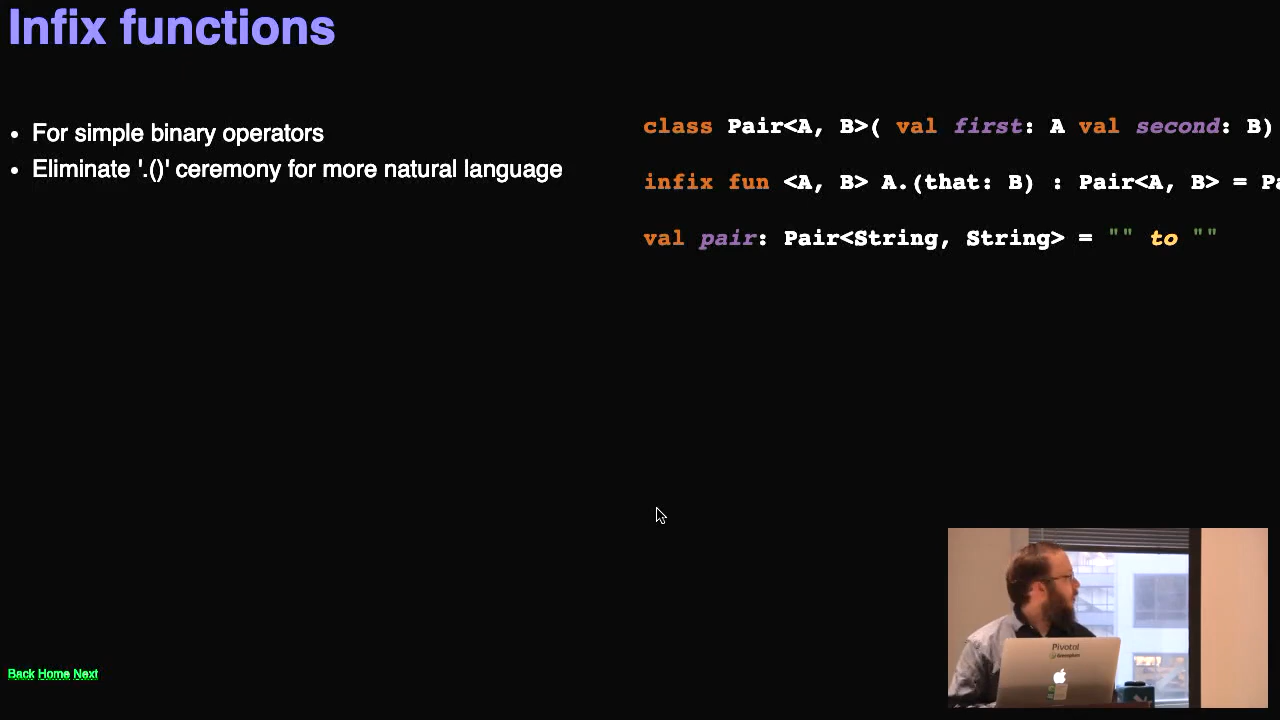 Infix functions
• For simple binary operators
• Eliminate '.()' ceremony for more natural language
class Pair<A, B>( val first: A val second: B)
infix fun <A, B> A.(that: B) : Pair<A, B> = Pa
val pair: Pair<String, String> = "" to ""
Pivotal
Greenplum
Back Home Next